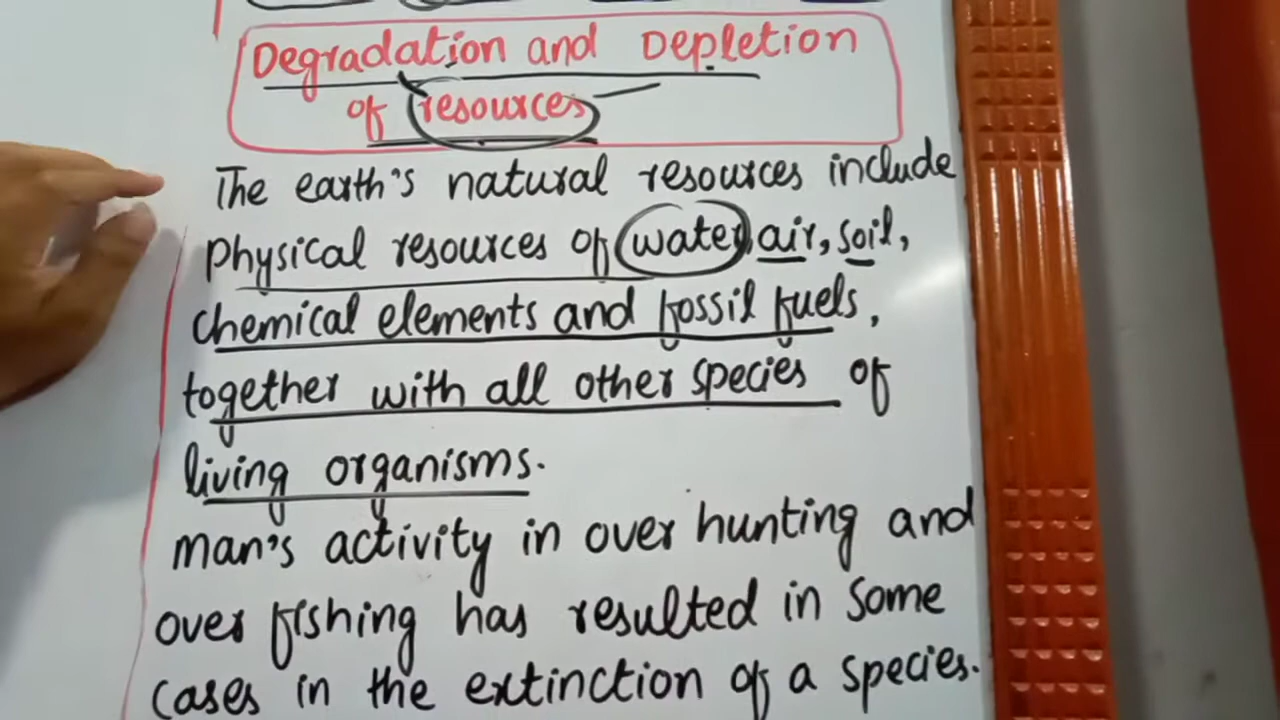 Degradation and Depletion
of resources
The earth's natural resources include
Physical resources of water, air, soil,
chemical elements and fossil fuels,
together with all other species of
living organisms.
man's activity in over hunting and
over fishing has resulted in some
cases in the extinction of a species.